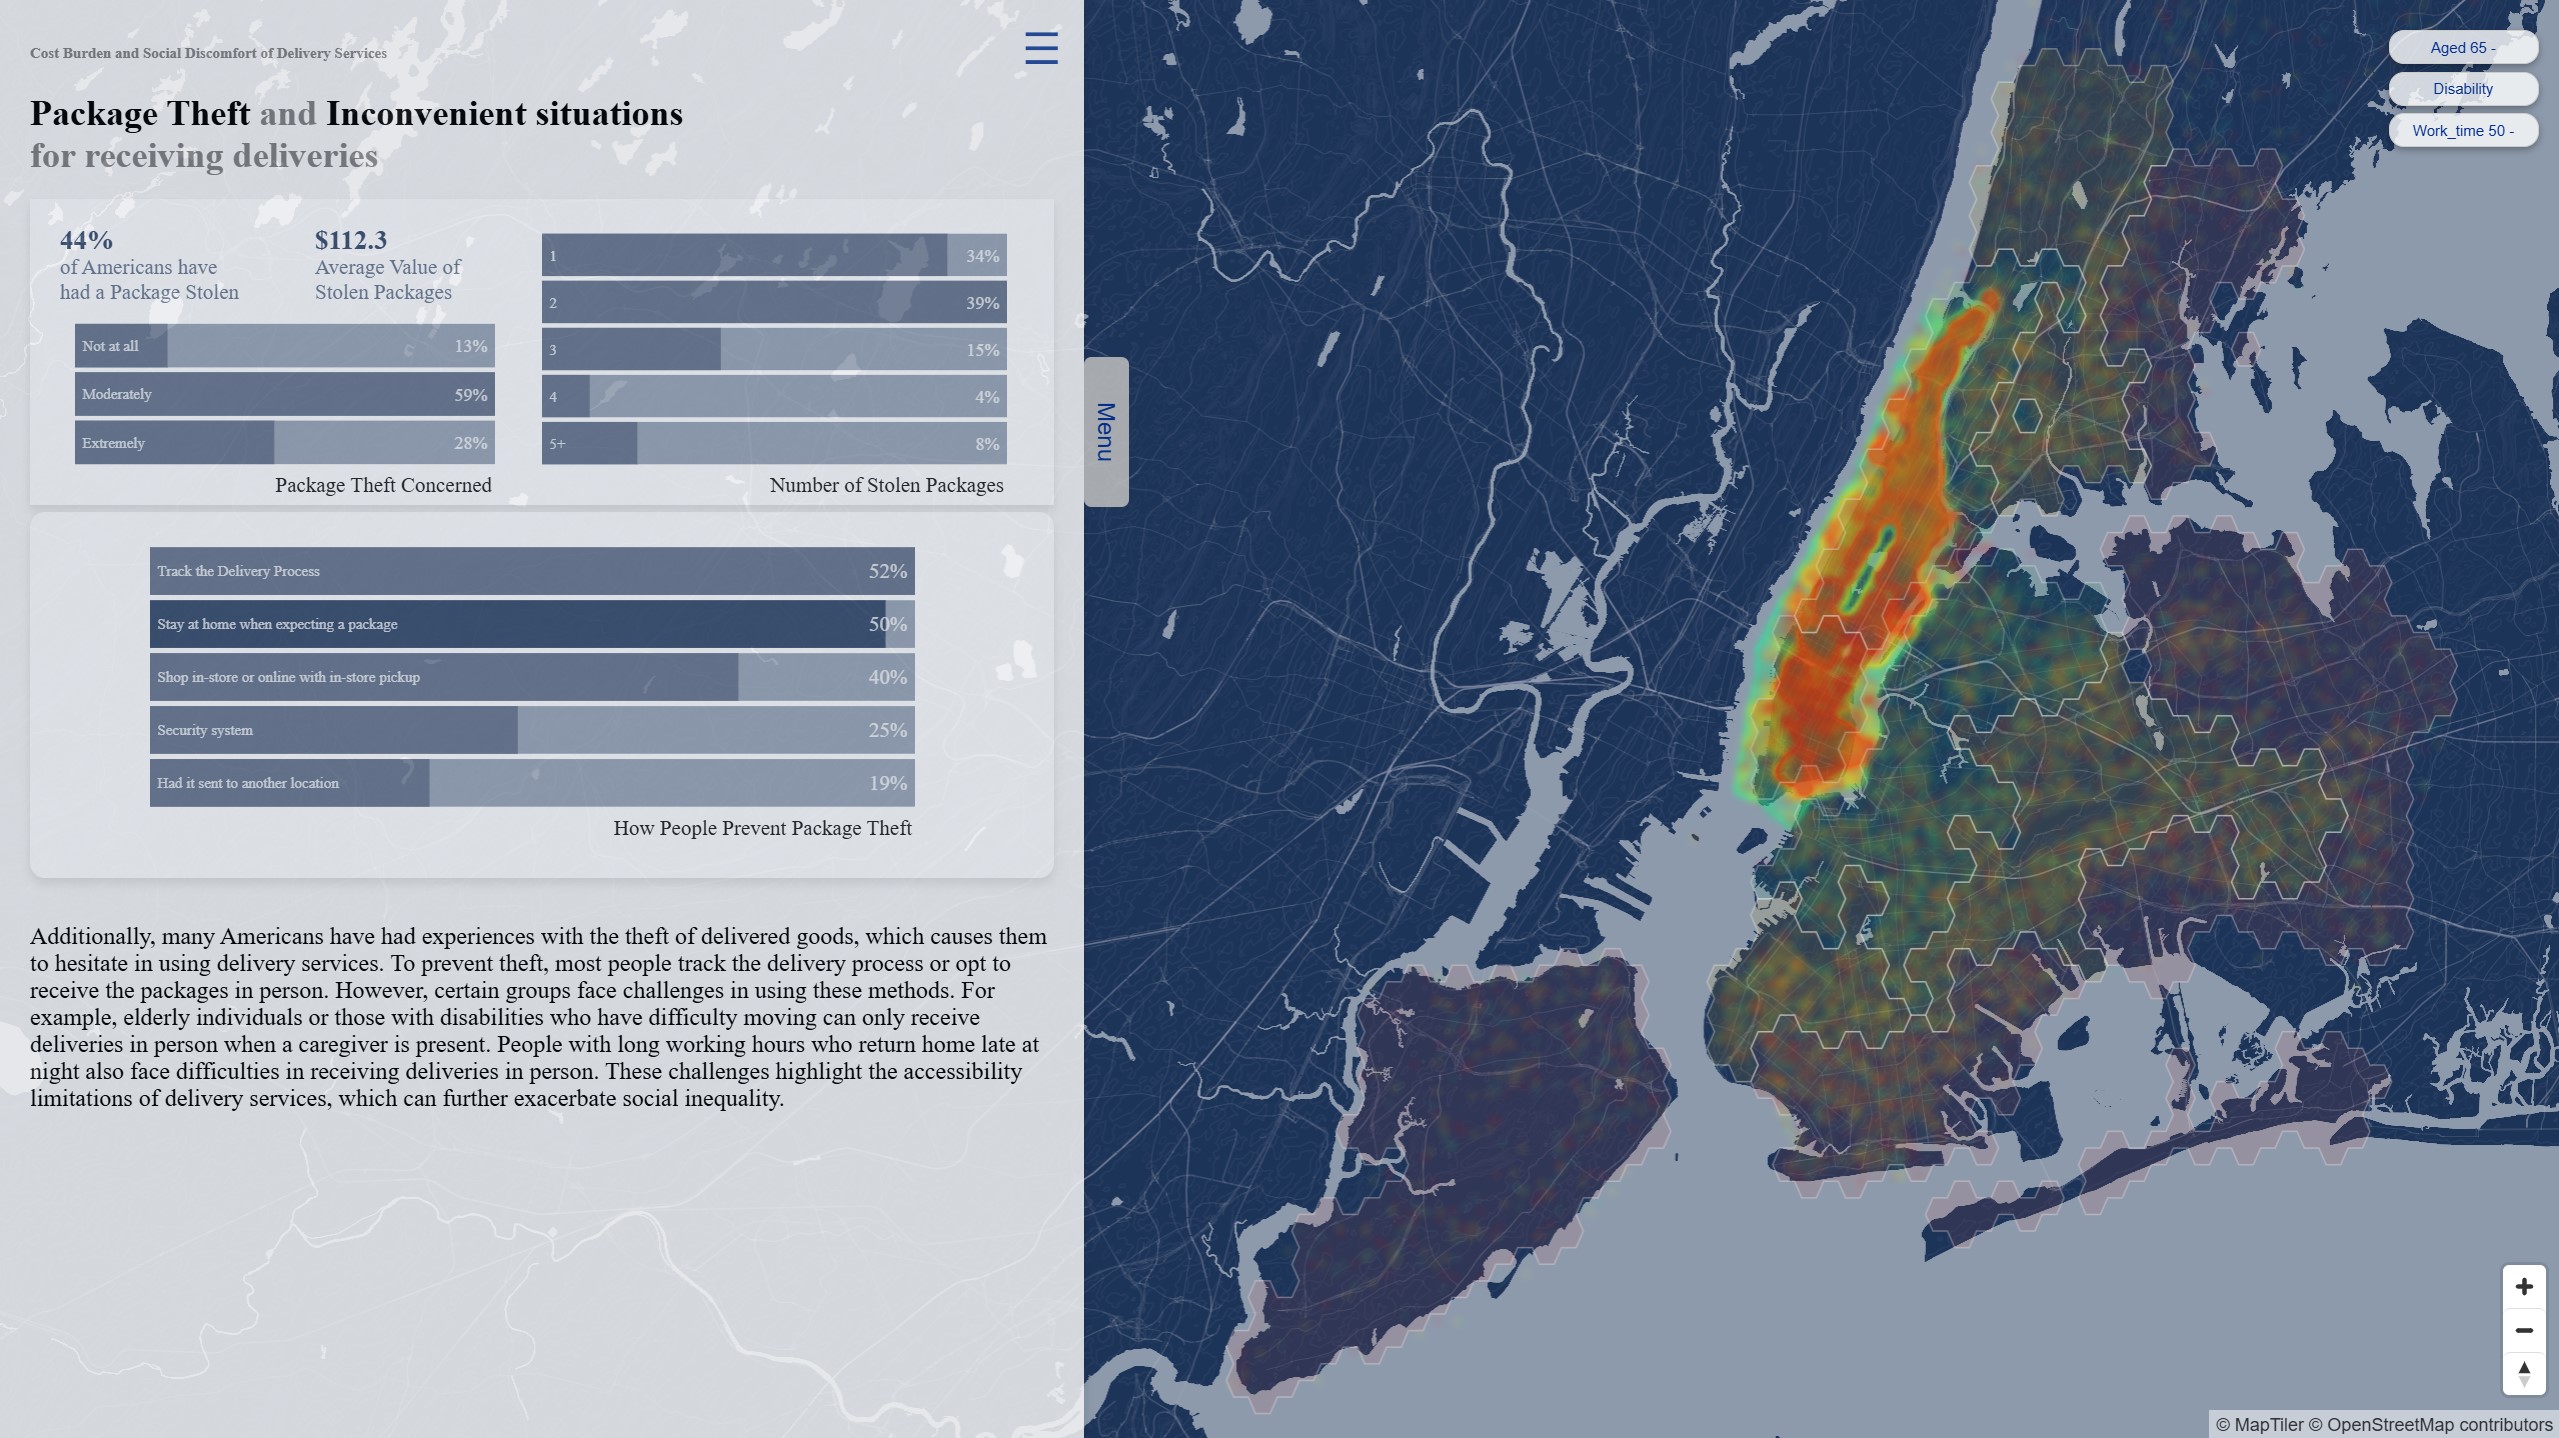 Cost Burden and Social Discomfort of Delivery Services
☰
Package Theft and Inconvenient situations
for receiving deliveries
44%
of Americans have
had a Package Stolen
$112.3
Average Value of
Stolen Packages
Not at all 13%
Moderately 59%
Extremely 28%
Package Theft Concerned
1 34%
2 39%
3 15%
4 4%
5+ 8%
Number of Stolen Packages
Track the Delivery Process 52%
Stay at home when expecting a package 50%
Shop in-store or online with in-store pickup 40%
Security system 25%
Had it sent to another location 19%
How People Prevent Package Theft
Additionally, many Americans have had experiences with the theft of delivered goods, which causes them
to hesitate in using delivery services. To prevent theft, most people track the delivery process or opt to
receive the packages in person. However, certain groups face challenges in using these methods. For
example, elderly individuals or those with disabilities who have difficulty moving can only receive
deliveries in person when a caregiver is present. People with long working hours who return home late at
night also face difficulties in receiving deliveries in person. These challenges highlight the accessibility
limitations of delivery services, which can further exacerbate social inequality.
Menu
Aged 65 -
Disability
Work_time 50 -
© MapTiler © OpenStreetMap contributors